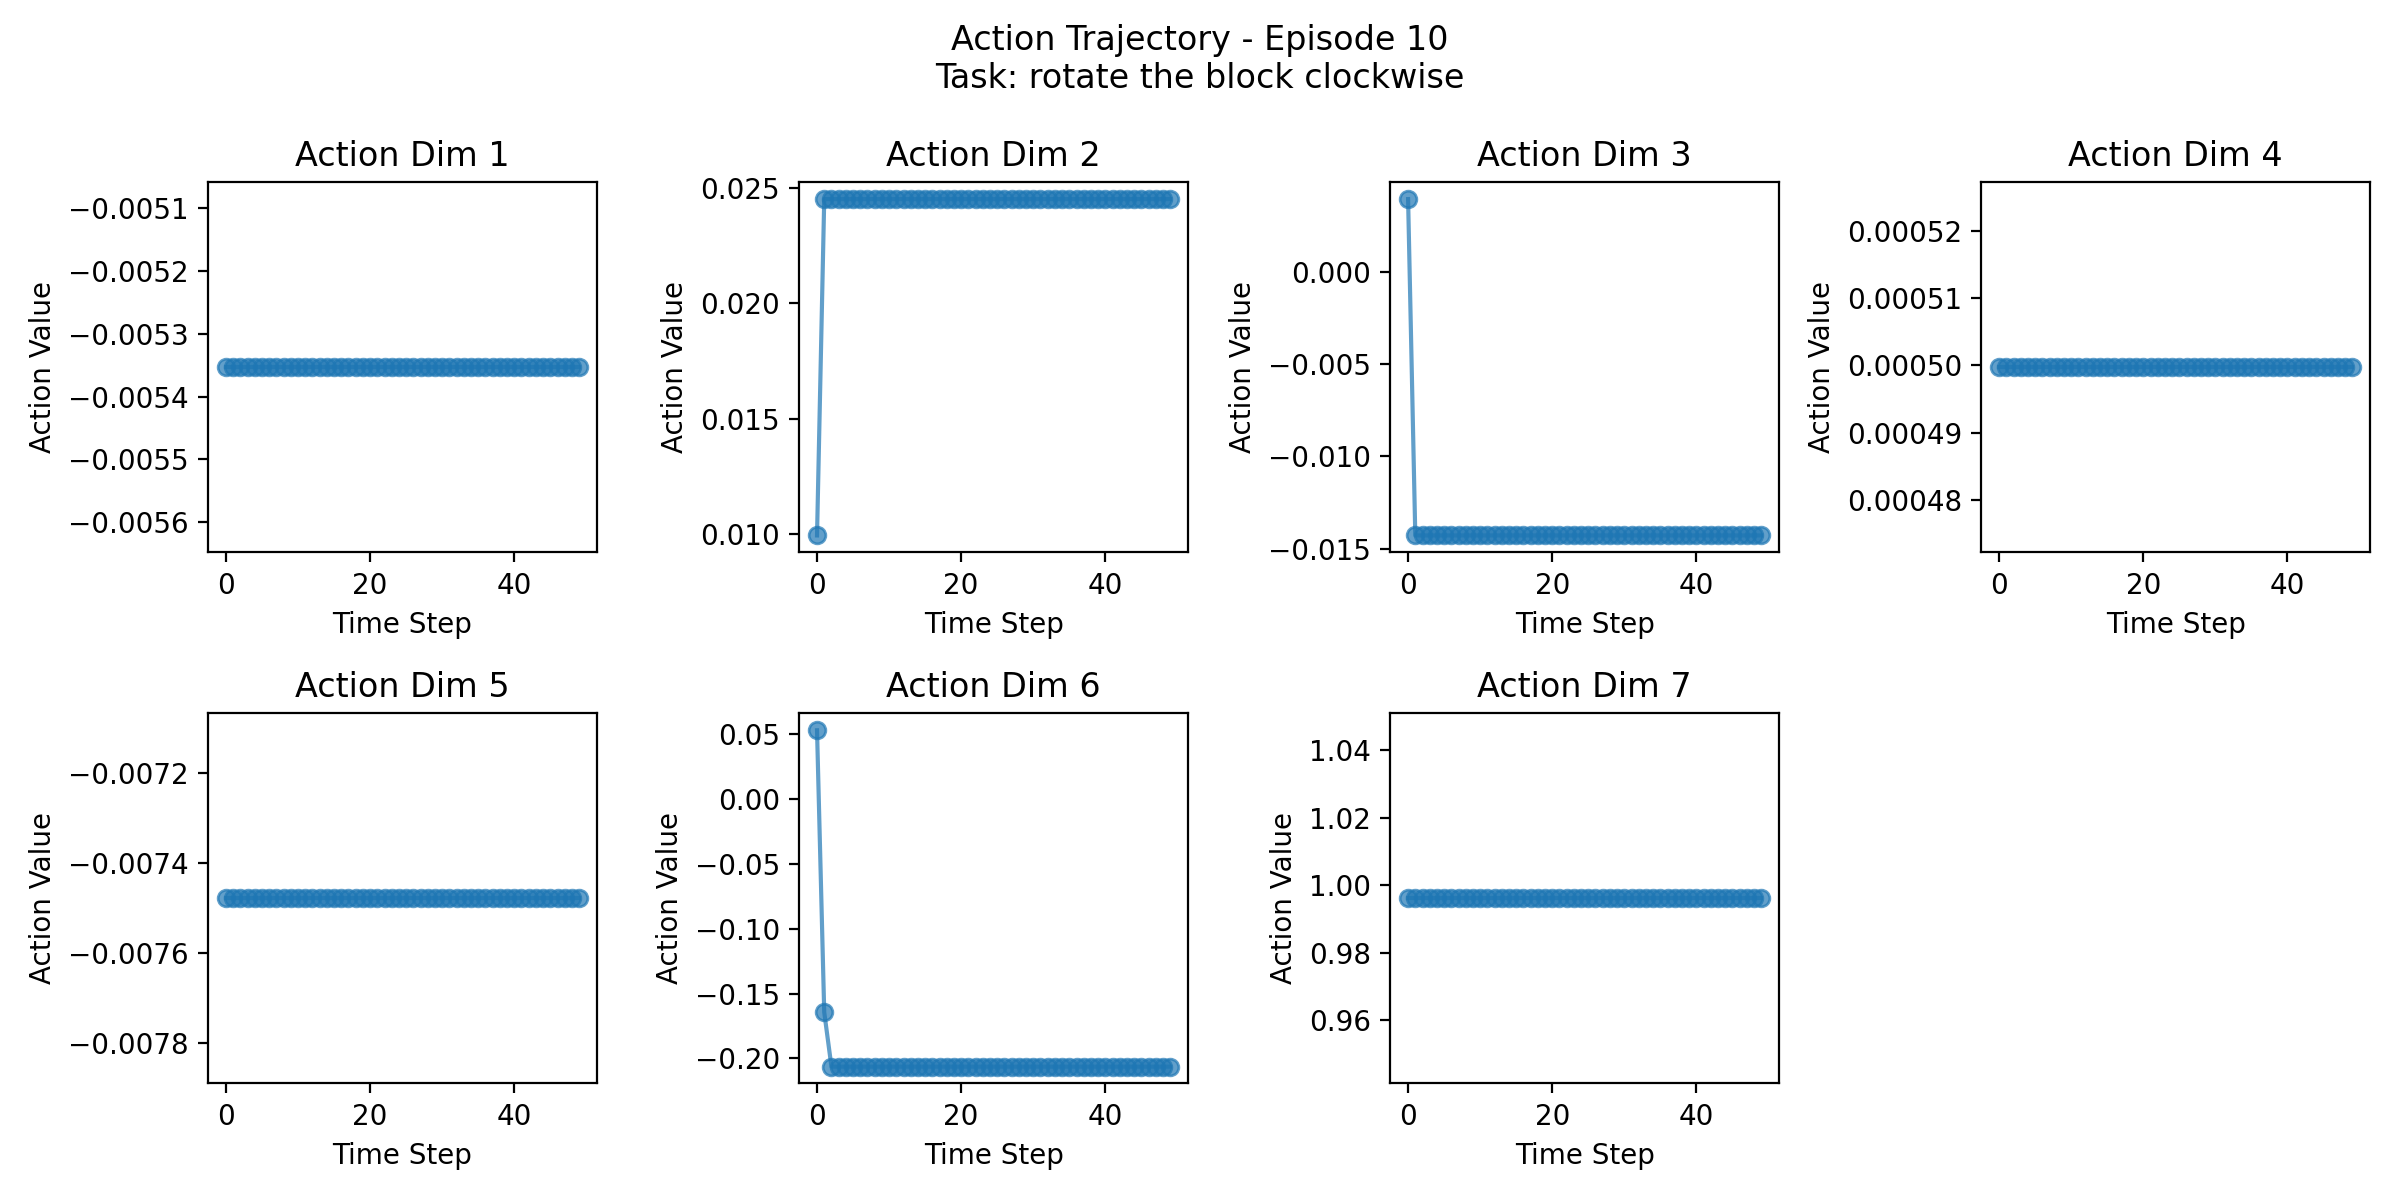 Action Trajectory - Episode 10
Task: rotate the block clockwise
Action Dim 1
Action Value
−0.0051
−0.0052
−0.0053
−0.0054
−0.0055
−0.0056
0 20 40
Time Step
Action Dim 2
Action Value
0.025
0.020
0.015
0.010
0 20 40
Time Step
Action Dim 3
Action Value
0.000
−0.005
−0.010
−0.015
0 20 40
Time Step
Action Dim 4
Action Value
0.00052
0.00051
0.00050
0.00049
0.00048
0 20 40
Time Step
Action Dim 5
Action Value
−0.0072
−0.0074
−0.0076
−0.0078
0 20 40
Time Step
Action Dim 6
Action Value
0.05
0.00
−0.05
−0.10
−0.15
−0.20
0 20 40
Time Step
Action Dim 7
Action Value
1.04
1.02
1.00
0.98
0.96
0 20 40
Time Step